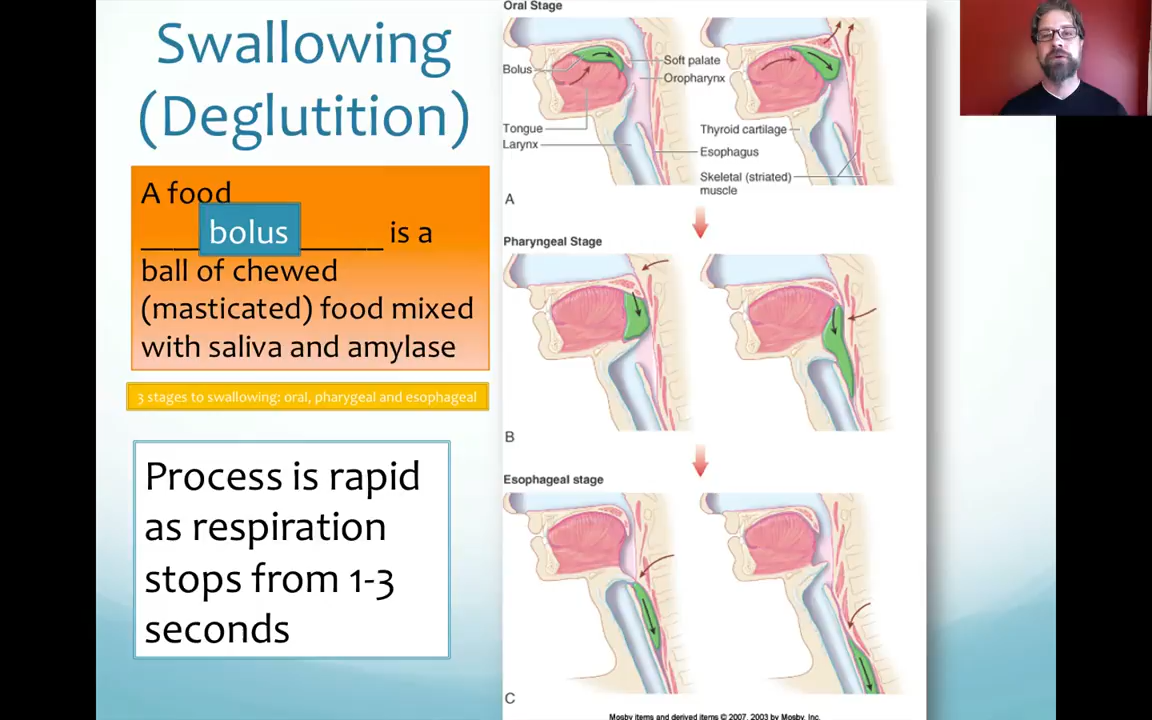 Swallowing
(Deglutition)
A food
___bolus_____ is a
ball of chewed
(masticated) food mixed
with saliva and amylase
3 stages to swallowing: oral, pharygeal and esophageal
Process is rapid
as respiration
stops from 1-3
seconds
Oral Stage
Bolus
Soft palate
Oropharynx
Tongue
Larynx
Thyroid cartilage
Esophagus
Skeletal (striated)
muscle
A
Pharyngeal Stage
B
Esophageal stage
C
Mosby items and derived items © 2007, 2003 by Mosby, Inc.